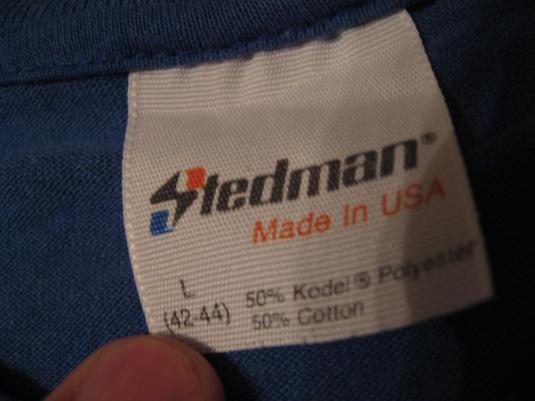 Stedman®
Made In USA
L
(42-44)
50% Kodel® Polyester
50% Cotton